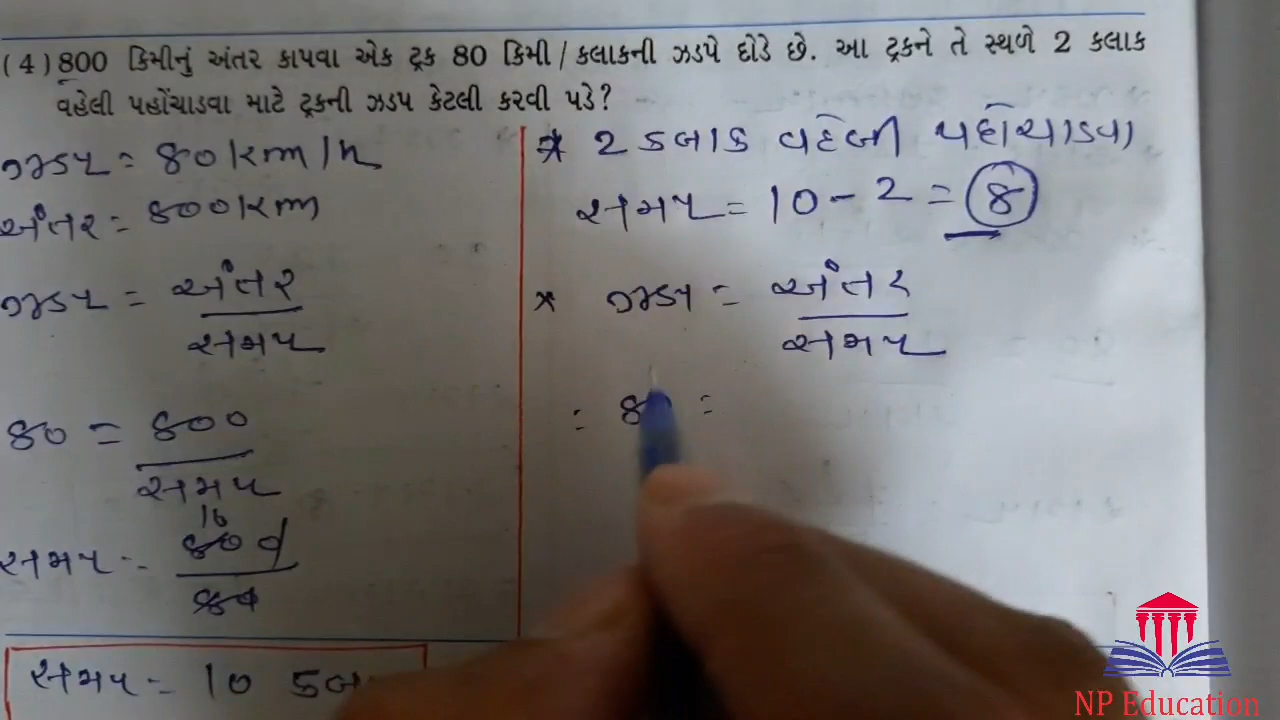 (4) 800 કિમીનું અંતર કાપવા એક ટ્રક 80 કિમી / કલાકની ઝડપે દોડે છે. આ ટ્રકને તે સ્થળે 2 કલાક
વહેલી પહોંચાડવા માટે ટ્રકની ઝડપ કેટલી કરવી પડે?
ઝડપ = 80 km/h
અંતર = 800 km
ઝડપ = અંતર
સમય
80 = 800
સમય
10
સમય = 800
80
સમય = 10
* 2 કલાક વહેલી પહોચાડવા
સમય = 10 - 2 = 8
* ઝડપ = અંતર
સમય
= 80 =
NP Education